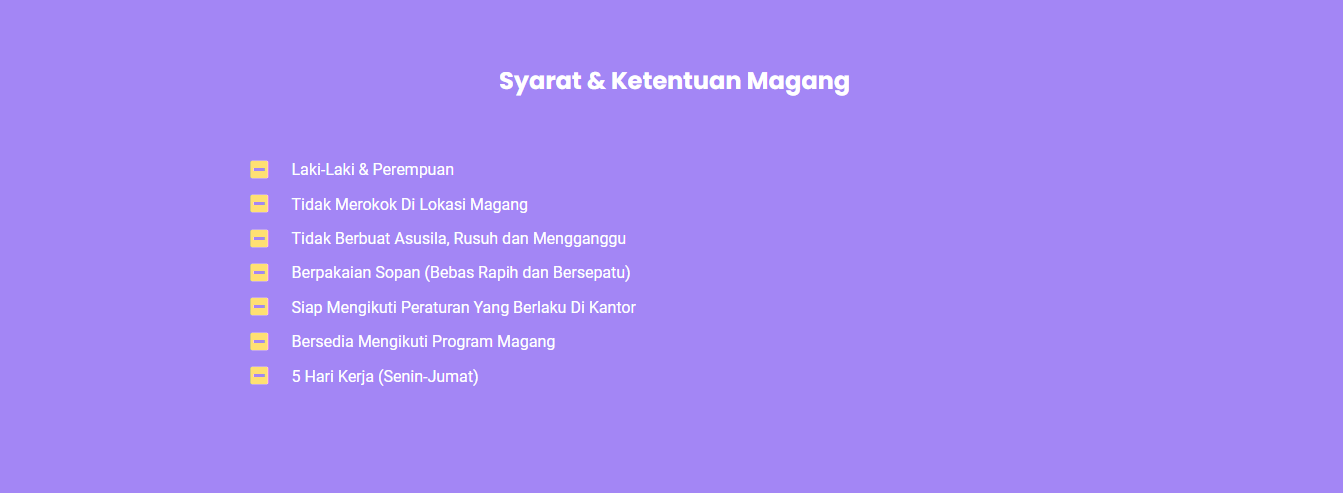 Syarat & Ketentuan Magang
Laki-Laki & Perempuan
Tidak Merokok Di Lokasi Magang
Tidak Berbuat Asusila, Rusuh dan Mengganggu
Berpakaian Sopan (Bebas Rapih dan Bersepatu)
Siap Mengikuti Peraturan Yang Berlaku Di Kantor
Bersedia Mengikuti Program Magang
5 Hari Kerja (Senin-Jumat)